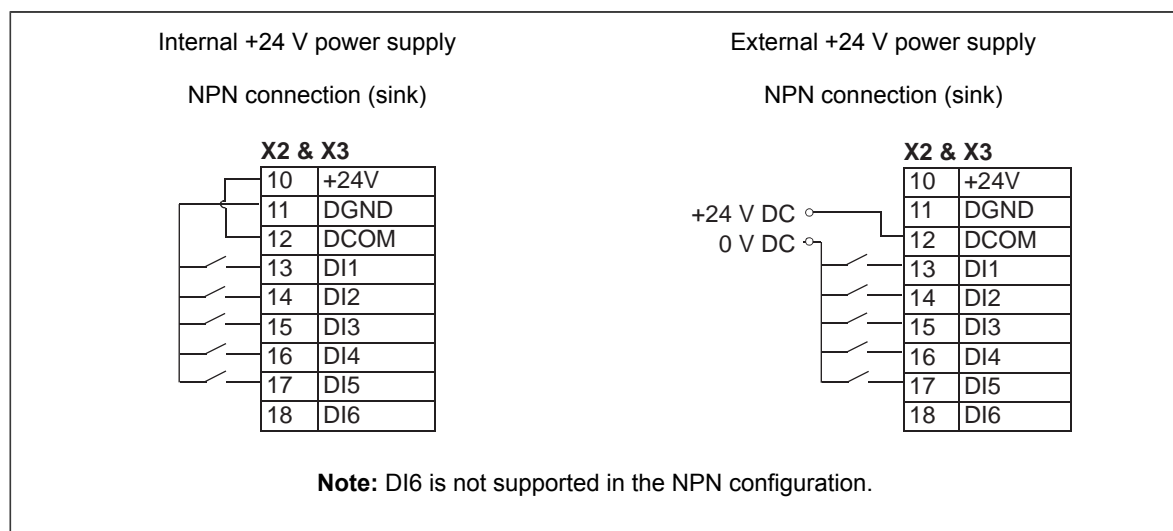 Internal +24 V power supply
NPN connection (sink)
X2 & X3
10 +24V
11 DGND
12 DCOM
13 DI1
14 DI2
15 DI3
16 DI4
17 DI5
18 DI6
External +24 V power supply
NPN connection (sink)
X2 & X3
+24 V DC
0 V DC
10 +24V
11 DGND
12 DCOM
13 DI1
14 DI2
15 DI3
16 DI4
17 DI5
18 DI6
Note: DI6 is not supported in the NPN configuration.